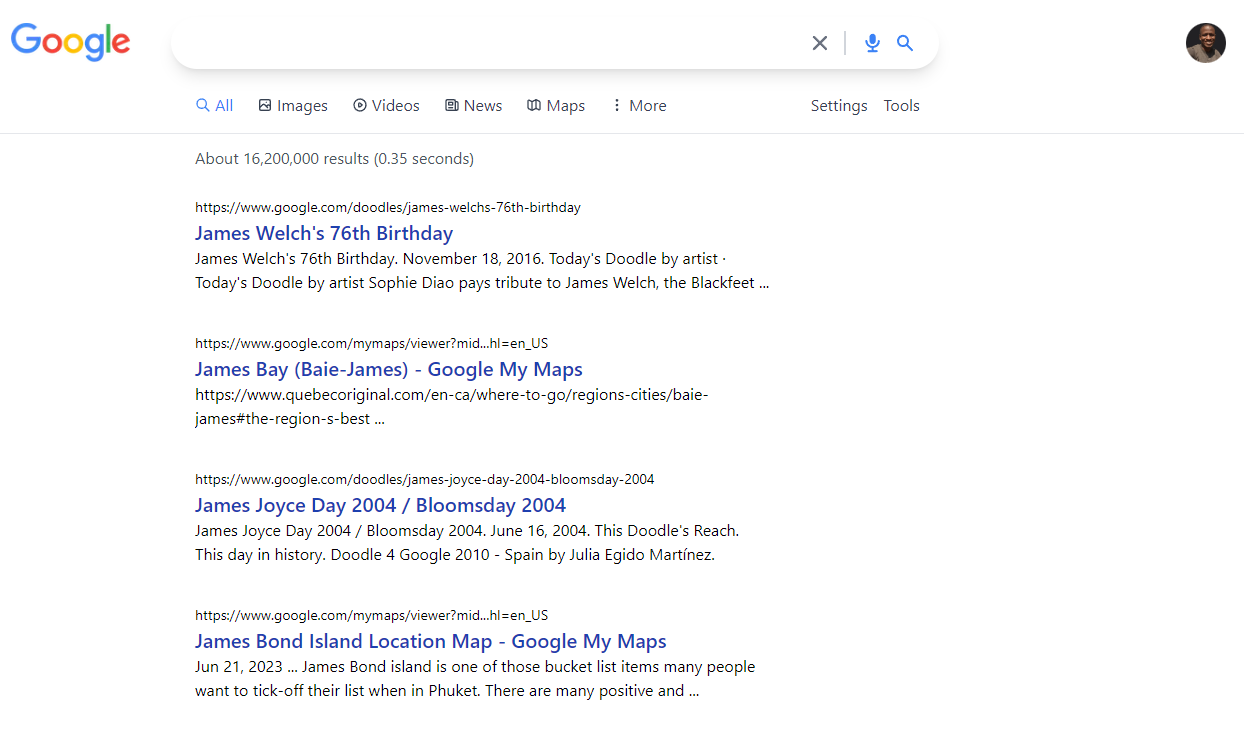 Google
All Images Videos News Maps More Settings Tools
About 16,200,000 results (0.35 seconds)
https://www.google.com/doodles/james-welchs-76th-birthday
James Welch's 76th Birthday
James Welch's 76th Birthday. November 18, 2016. Today's Doodle by artist ·
Today's Doodle by artist Sophie Diao pays tribute to James Welch, the Blackfeet ...
https://www.google.com/mymaps/viewer?mid...hl=en_US
James Bay (Baie-James) - Google My Maps
https://www.quebecoriginal.com/en-ca/where-to-go/regions-cities/baie-
james#the-region-s-best ...
https://www.google.com/doodles/james-joyce-day-2004-bloomsday-2004
James Joyce Day 2004 / Bloomsday 2004
James Joyce Day 2004 / Bloomsday 2004. June 16, 2004. This Doodle's Reach.
This day in history. Doodle 4 Google 2010 - Spain by Julia Egido Martínez.
https://www.google.com/mymaps/viewer?mid...hl=en_US
James Bond Island Location Map - Google My Maps
Jun 21, 2023 ... James Bond island is one of those bucket list items many people
want to tick-off their list when in Phuket. There are many positive and ...